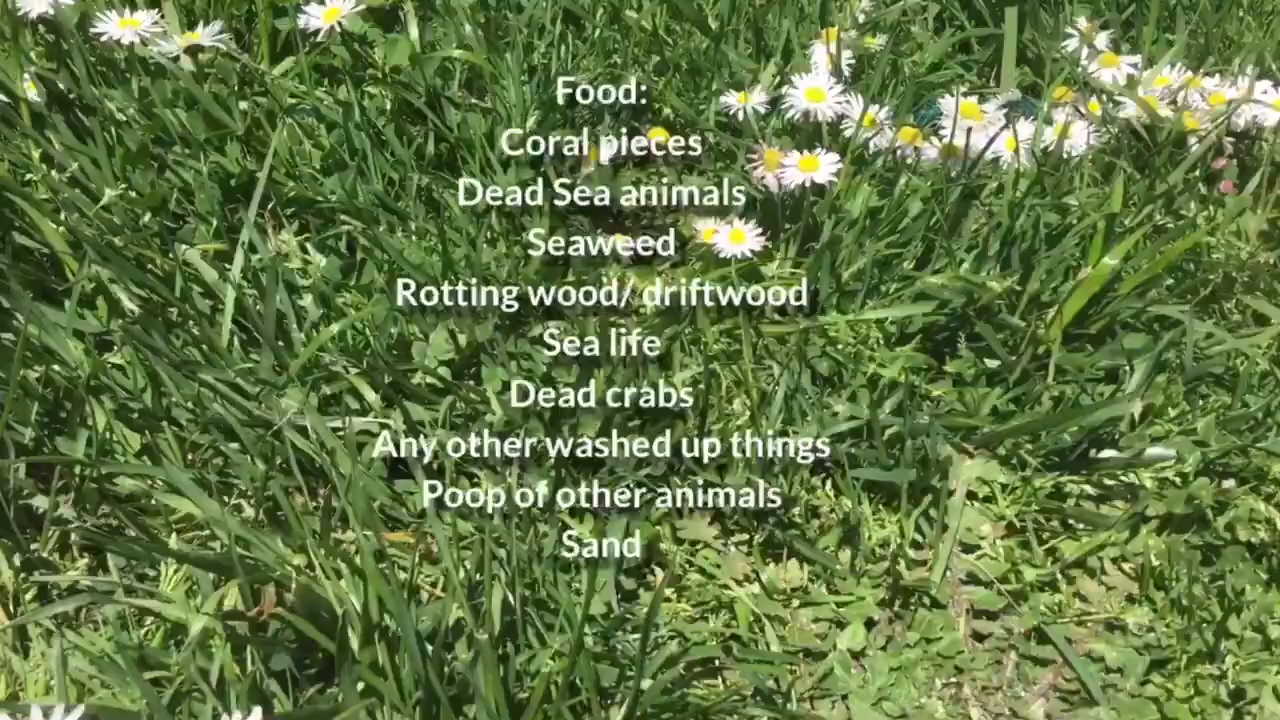 Food:
Coral pieces
Dead Sea animals
Seaweed
Rotting wood/ driftwood
Sea life
Dead crabs
Any other washed up things
Poop of other animals
Sand